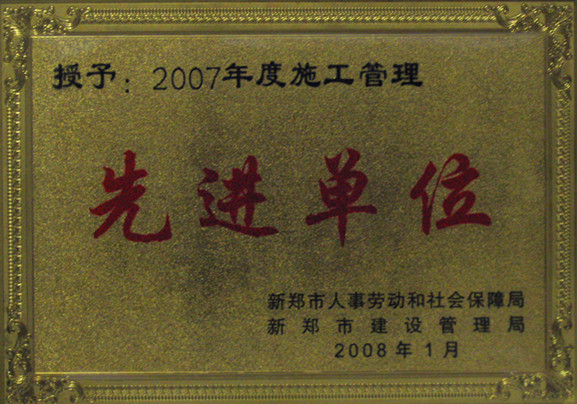 授予：2007年度施工管理
先进单位
新郑市人事劳动和社会保障局
新郑市建设管理局
2008年1月